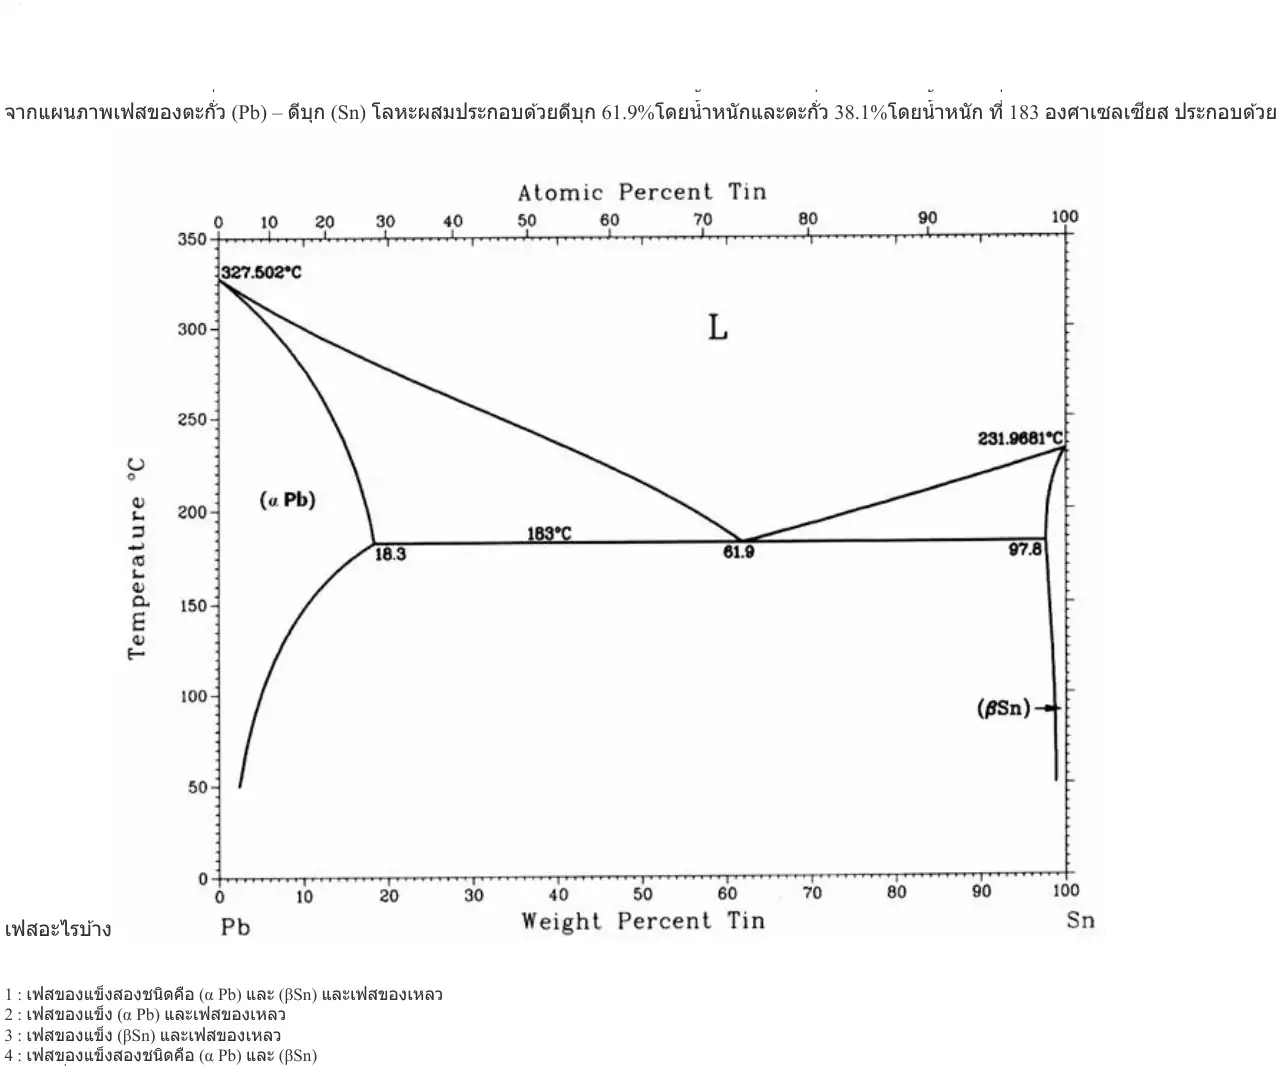 จากแผนภาพเฟสของตะกั่ว (Pb) – ดีบุก (Sn) โลหะผสมประกอบด้วยดีบุก 61.9%โดยน้ำหนักและตะกั่ว 38.1%โดยน้ำหนัก ที่ 183 องศาเซลเซียส ประกอบด้วย
Atomic Percent Tin
0 10 20 30 40 50 60 70 80 90 100
350
327.502°C
300
L
250
231.9681°C
Temperature °C
(α Pb)
200
183°C
18.3
61.9
97.8
150
100
(βSn)
50
0
0 10 20 30 40 50 60 70 80 90 100
เฟสอะไรบ้าง
Pb
Weight Percent Tin
Sn
1 : เฟสของแข็งสองชนิดคือ (α Pb) และ (βSn) และเฟสของเหลว
2 : เฟสของแข็ง (α Pb) และเฟสของเหลว
3 : เฟสของแข็ง (βSn) และเฟสของเหลว
4 : เฟสของแข็งสองชนิดคือ (α Pb) และ (βSn)